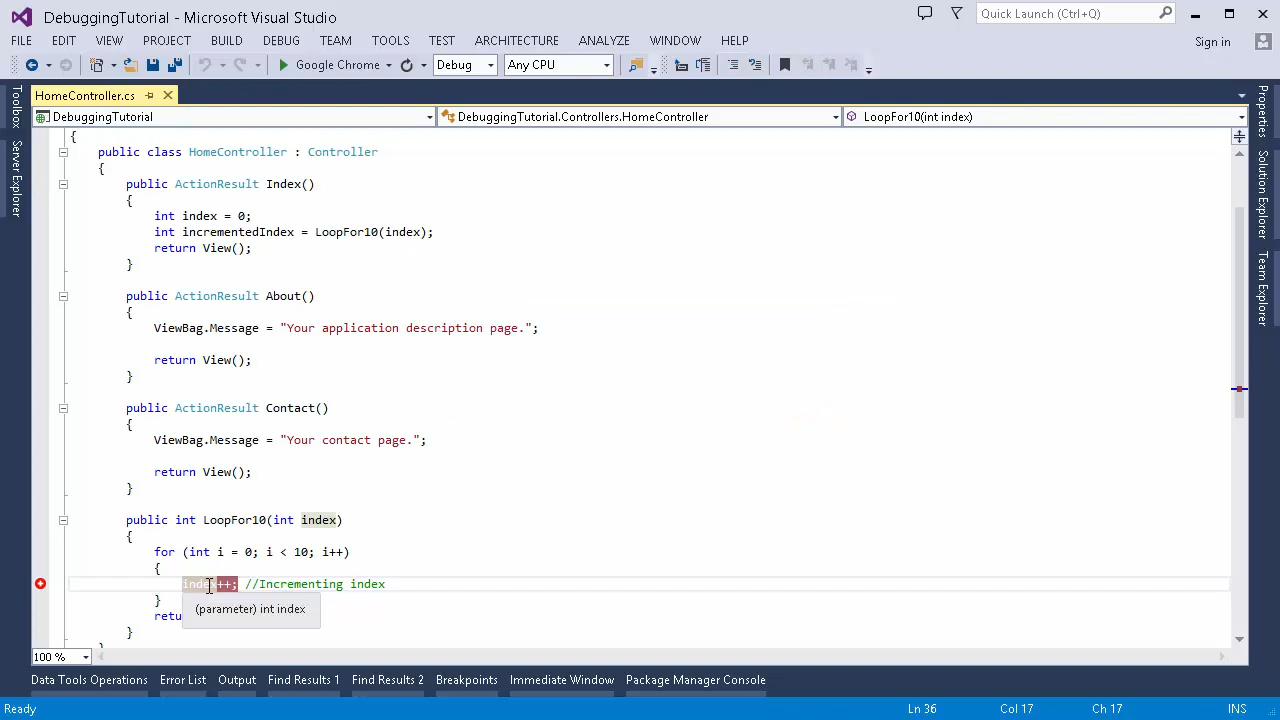 DebuggingTutorial - Microsoft Visual Studio
Quick Launch (Ctrl+Q)
FILE EDIT VIEW PROJECT BUILD DEBUG TEAM TOOLS TEST ARCHITECTURE ANALYZE WINDOW HELP
Sign in
Google Chrome Debug Any CPU
HomeController.cs
DebuggingTutorial DebuggingTutorial.Controllers.HomeController LoopFor10(int index)
Toolbox
Server Explorer
Properties
Solution Explorer
Team Explorer
{
public class HomeController : Controller
{
public ActionResult Index()
{
int index = 0;
int incrementedIndex = LoopFor10(index);
return View();
}
public ActionResult About()
{
ViewBag.Message = "Your application description page.";
return View();
}
public ActionResult Contact()
{
ViewBag.Message = "Your contact page.";
return View();
}
public int LoopFor10(int index)
{
for (int i = 0; i < 10; i++)
{
index++; //Incrementing index
}
(parameter) int index
}
100 %
Data Tools Operations Error List Output Find Results 1 Find Results 2 Breakpoints Immediate Window Package Manager Console
Ready Ln 36 Col 17 Ch 17 INS